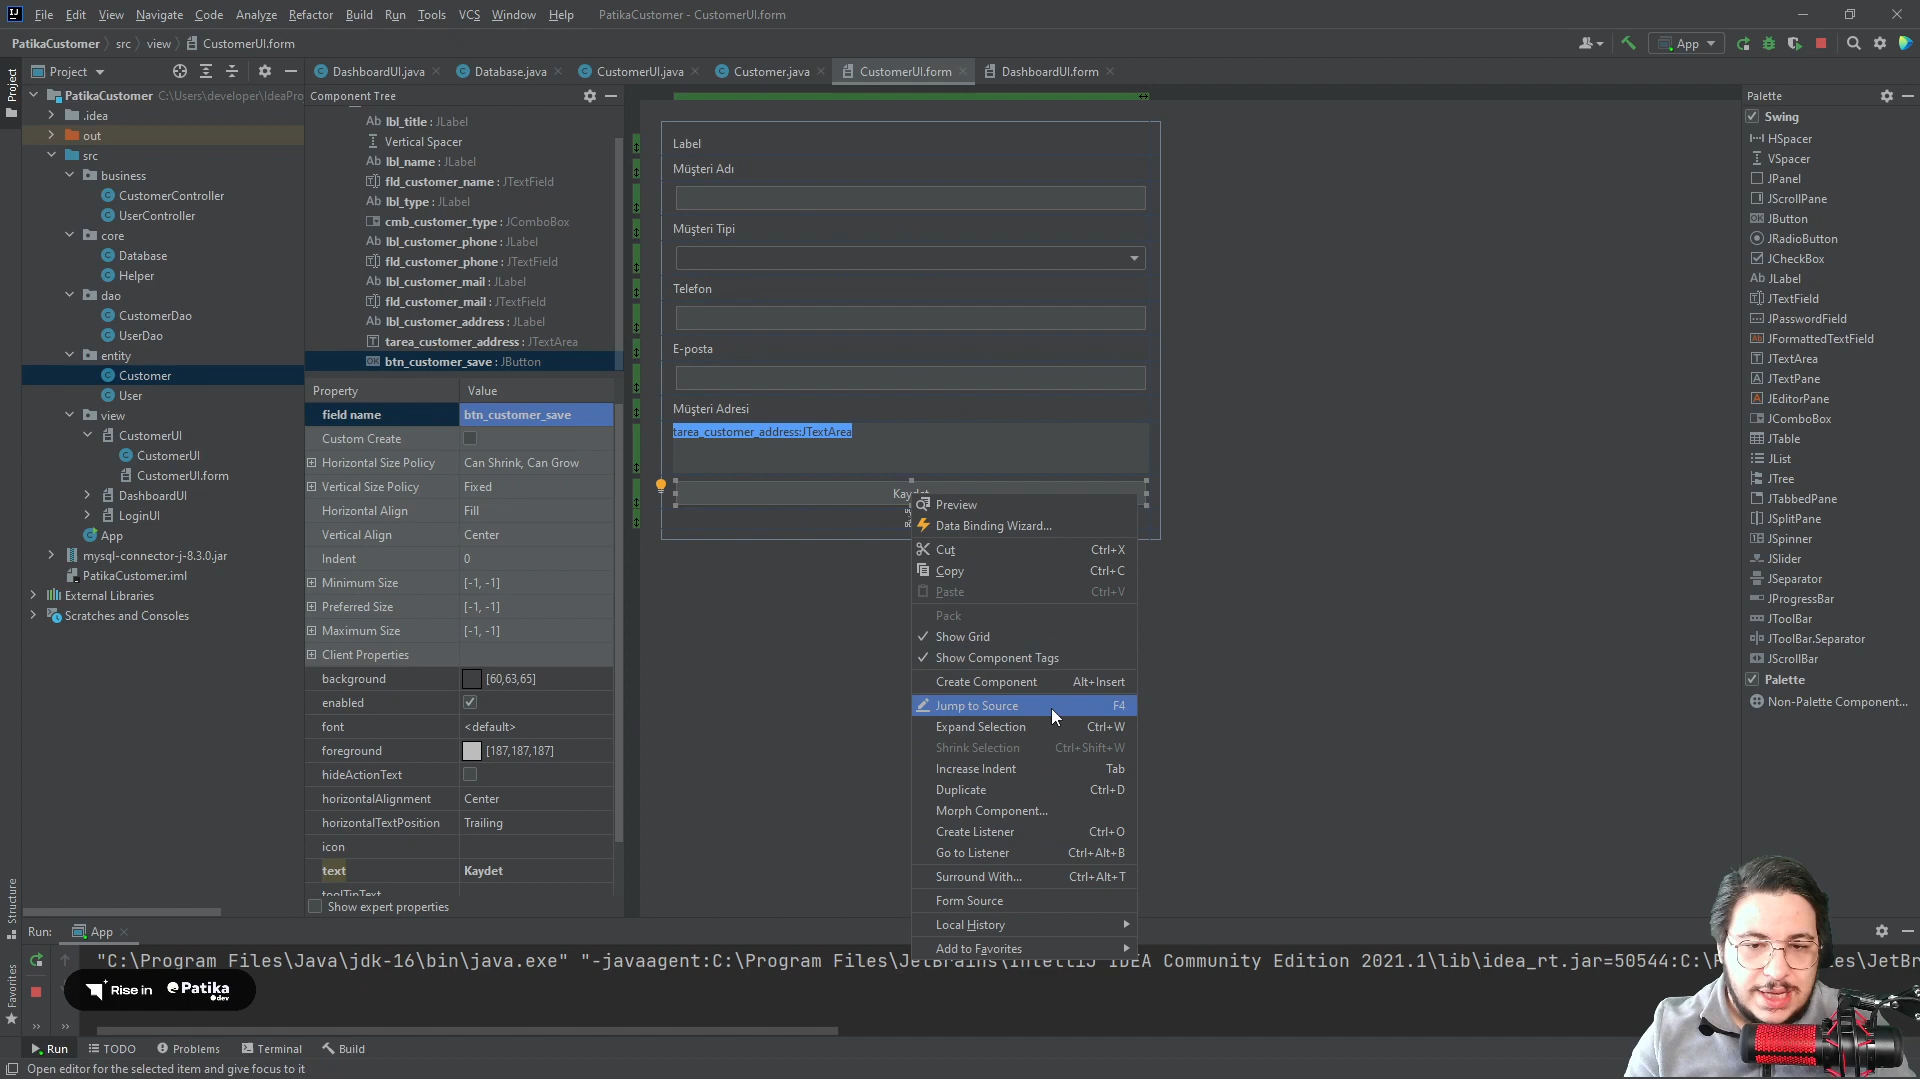 File Edit View Navigate Code Analyze Refactor Build Run Tools VCS Window Help PatikaCustomer - CustomerUI.form
PatikaCustomer src view CustomerUI.form
App
Project
DashboardUI.java Database.java CustomerUI.java Customer.java CustomerUI.form DashboardUI.form
Project
PatikaCustomer C:\Users\developer\IdeaPro
.idea
out
src
business
CustomerController
UserController
core
Database
Helper
dao
CustomerDao
UserDao
entity
Customer
User
view
CustomerUI
CustomerUI
CustomerUI.form
DashboardUI
LoginUI
App
mysql-connector-j-8.3.0.jar
PatikaCustomer.iml
External Libraries
Scratches and Consoles
Component Tree
lbl_title : JLabel
Vertical Spacer
lbl_name : JLabel
fld_customer_name : JTextField
lbl_type : JLabel
cmb_customer_type : JComboBox
lbl_customer_phone : JLabel
fld_customer_phone : JTextField
lbl_customer_mail : JLabel
fld_customer_mail : JTextField
lbl_customer_address : JLabel
tarea_customer_address : JTextArea
btn_customer_save : JButton
Property Value
field name btn_customer_save
Custom Create
Horizontal Size Policy Can Shrink, Can Grow
Vertical Size Policy Fixed
Horizontal Align Fill
Vertical Align Center
Indent 0
Minimum Size [-1, -1]
Preferred Size [-1, -1]
Maximum Size [-1, -1]
Client Properties
background [60,63,65]
enabled
font <default>
foreground [187,187,187]
hideActionText
horizontalAlignment Center
horizontalTextPosition Trailing
icon
text Kaydet
toolTipText
Show expert properties
Label
Müşteri Adı
Müşteri Tipi
Telefon
E-posta
Müşteri Adresi
tarea_customer_address:JTextArea
Kaydet
Preview
Data Binding Wizard...
Cut Ctrl+X
Copy Ctrl+C
Paste Ctrl+V
Pack
Show Grid
Show Component Tags
Create Component Alt+Insert
Jump to Source F4
Expand Selection Ctrl+W
Shrink Selection Ctrl+Shift+W
Increase Indent Tab
Duplicate Ctrl+D
Morph Component...
Create Listener Ctrl+O
Go to Listener Ctrl+Alt+B
Surround With... Ctrl+Alt+T
Form Source
Local History
Add to Favorites
Palette
Swing
HSpacer
VSpacer
JPanel
JScrollPane
JButton
JRadioButton
JCheckBox
JLabel
JTextField
JPasswordField
JFormattedTextField
JTextArea
JTextPane
JEditorPane
JComboBox
JTable
JList
JTree
JTabbedPane
JSplitPane
JSpinner
JSlider
JSeparator
JProgressBar
JToolBar
JToolBar.Separator
JScrollBar
Palette
Non-Palette Component...
Structure
Favorites
Run: App
"C:\Program Files\Java\jdk-16\bin\java.exe" "-javaagent:C:\Program Files\JetBrains\IntelliJ IDEA Community Edition 2021.1\lib\idea_rt.jar=50544:C:\
es\JetBr
Rise in Patika.dev
Run TODO Problems Terminal Build
Open editor for the selected item and give focus to it